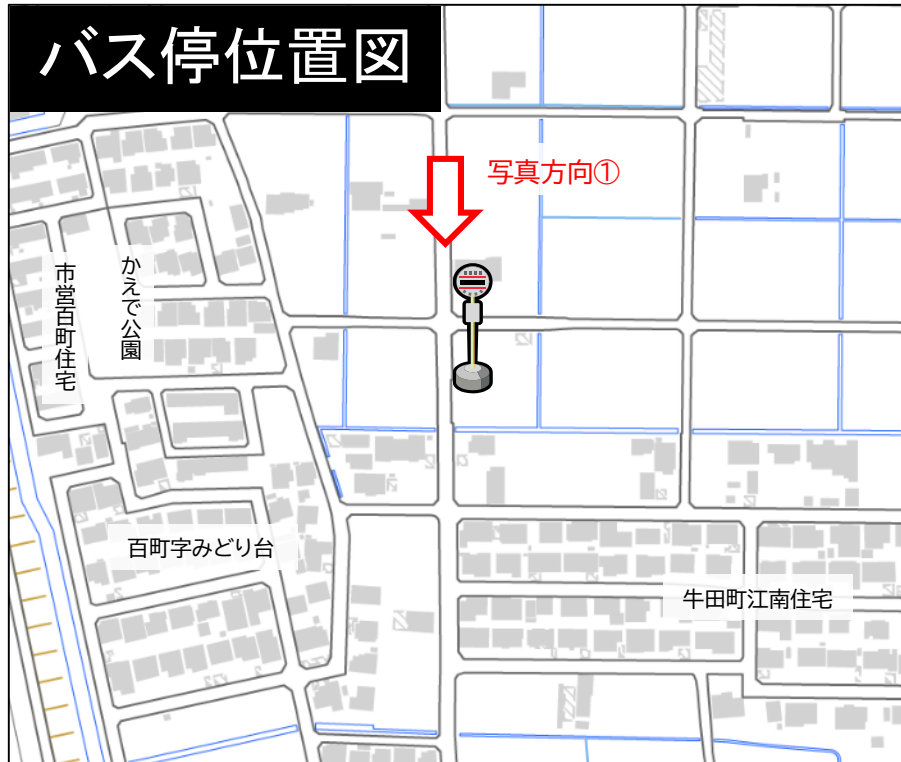 バス停位置図
写真方向①
かえで公園
市営百町住宅
百町字みどり台
牛田町江南住宅